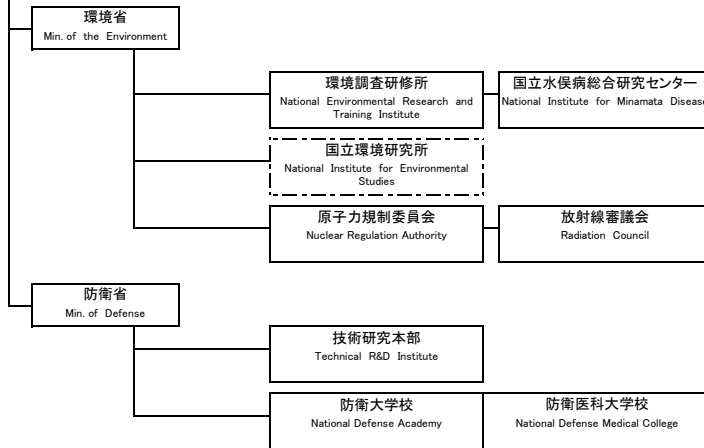 環境省
Min. of the Environment
環境調査研修所
National Environmental Research and
Training Institute
国立水俣病総合研究センター
National Institute for Minamata Disease
国立環境研究所
National Institute for Environmental
Studies
原子力規制委員会
Nuclear Regulation Authority
放射線審議会
Radiation Council
防衛省
Min. of Defense
技術研究本部
Technical R&D Institute
防衛大学校
National Defense Academy
防衛医科大学校
National Defense Medical College